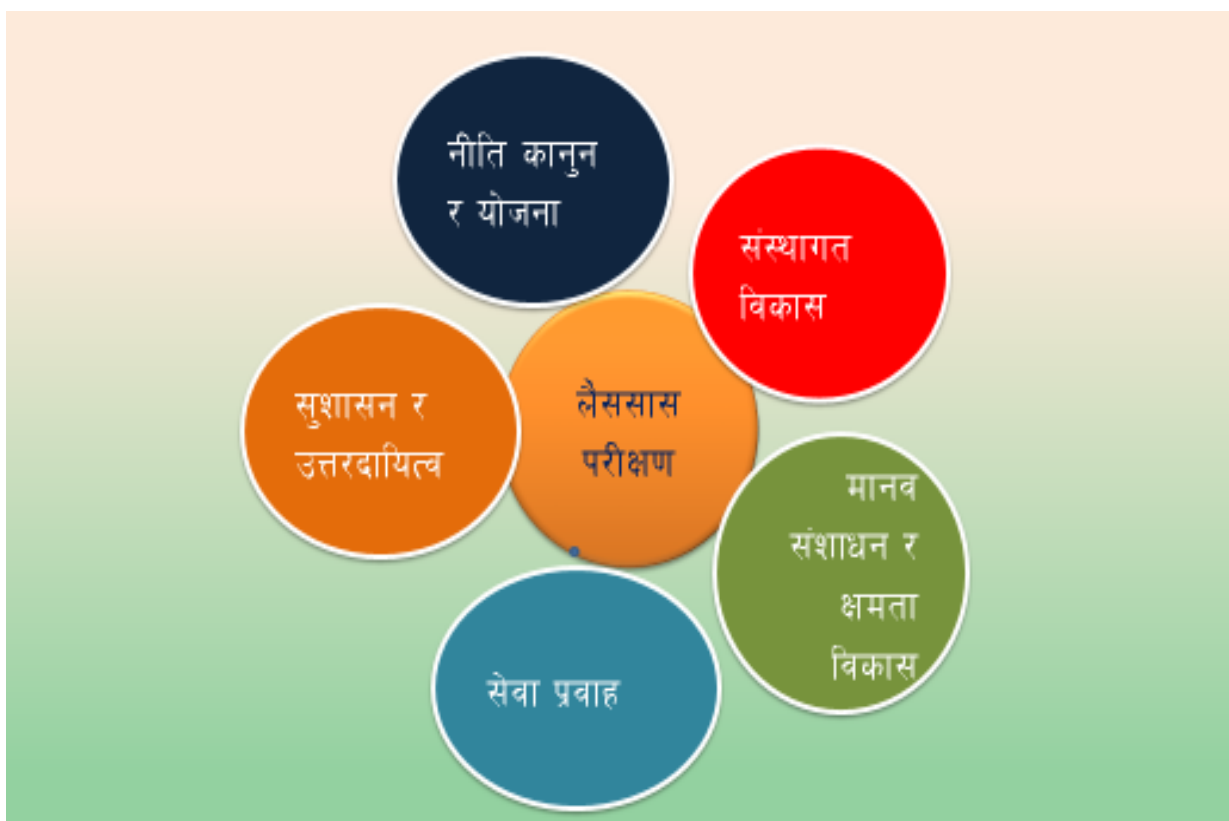 नीति कानुन
र योजना
संस्थागत
विकास
सुशासन र
उत्तरदायित्व
लैससास
परीक्षण
मानव
संशाधन र
क्षमता
विकास
सेवा प्रवाह